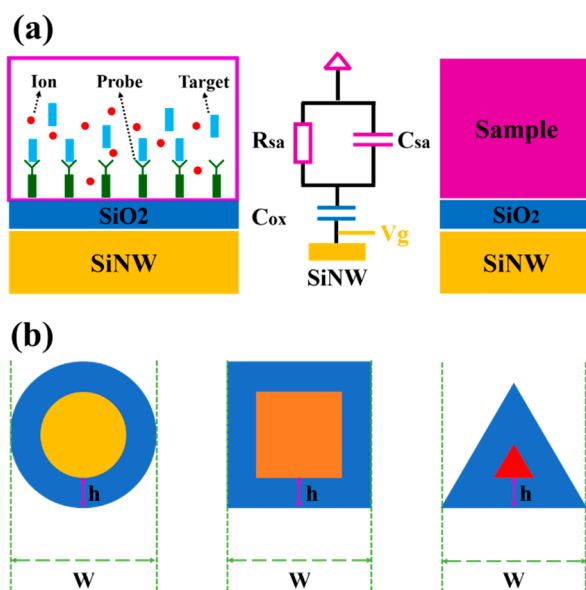 (a)
Ion Probe Target
SiO2
SiNW
Rsa Csa
Cox
Vg
SiNW
Sample
SiO₂
SiNW
(b)
h h h
W W W